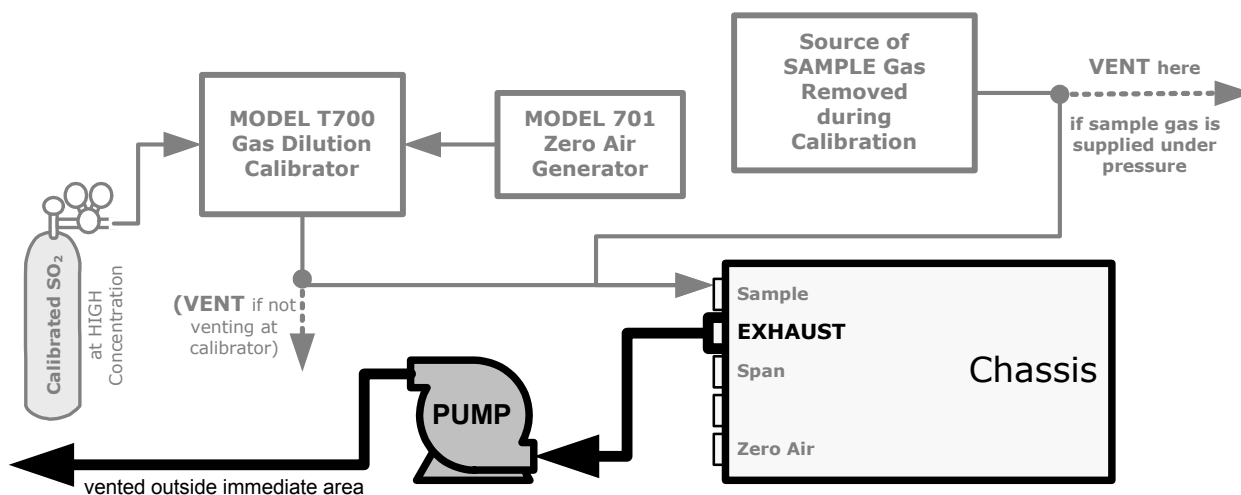 MODEL T700
Gas Dilution
Calibrator
MODEL 701
Zero Air
Generator
Source of
SAMPLE Gas
Removed
during
Calibration
VENT here
if sample gas is
supplied under
pressure
Calibrated SO₂
at HIGH
Concentration
(VENT if not
venting at
calibrator)
Sample
EXHAUST
Span
Zero Air
Chassis
PUMP
vented outside immediate area